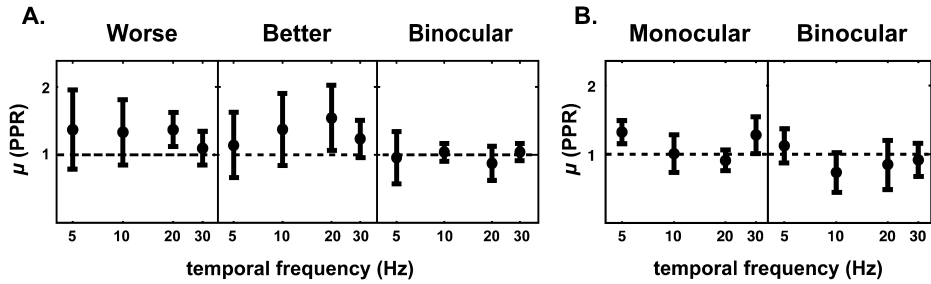 A.
Worse Better Binocular
μ (PPR)
2
1
5 10 20 30 5 10 20 30 5 10 20 30
temporal frequency (Hz)
B.
Monocular Binocular
μ (PPR)
2
1
5 10 20 30 5 10 20 30
temporal frequency (Hz)